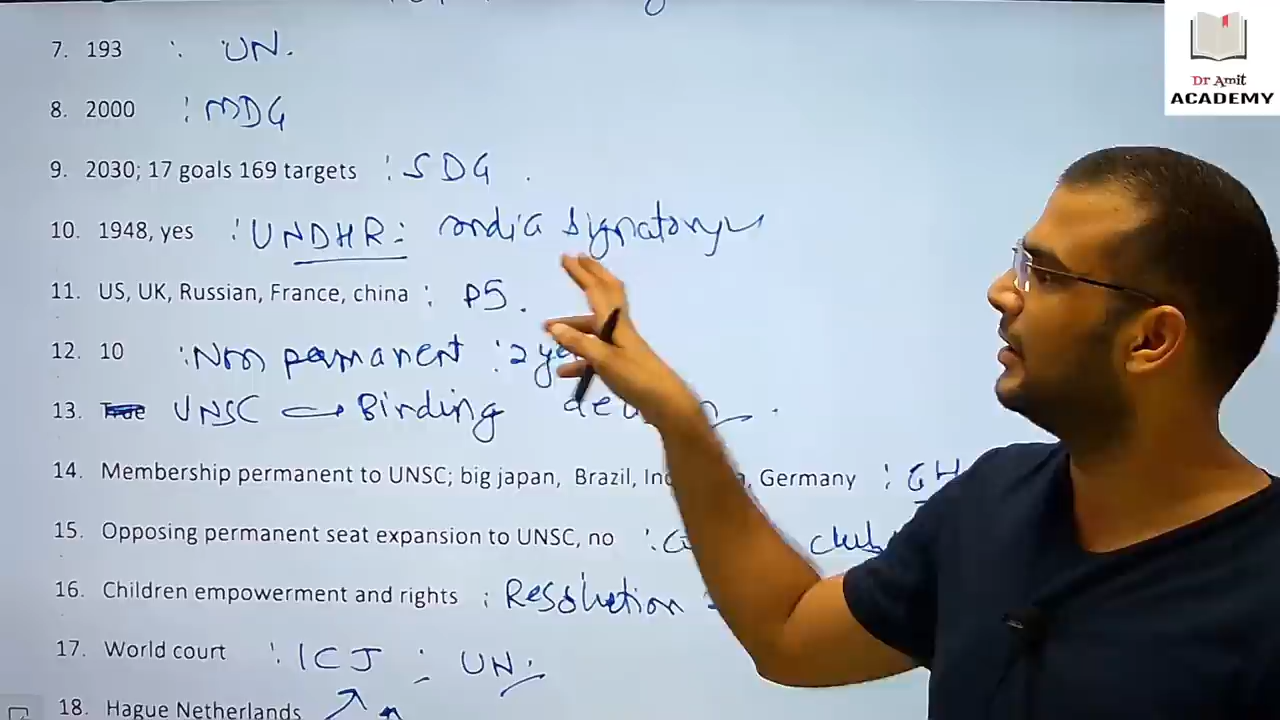 7. 193 : UN.
8. 2000 : MDG
9. 2030; 17 goals 169 targets : SDG .
10. 1948, yes : UNDHR : India signatory
11. US, UK, Russian, France, china : P5.
12. 10 : Non permanent : 2
13. True UNSC Binding
14. Membership permanent to UNSC; big japan, Brazil, Germany :
15. Opposing permanent seat expansion to UNSC, no : club
16. Children empowerment and rights : Resolution
17. World court : ICJ : UN.
18. Hague Netherlands
Dr Amit
ACADEMY